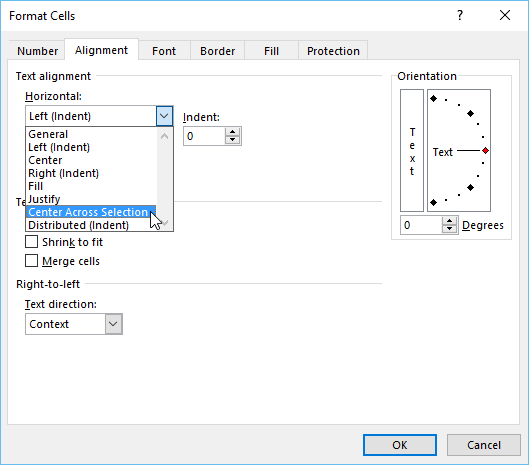 Format Cells
?
Number Alignment Font Border Fill Protection
Text alignment
Orientation
Horizontal:
Left (Indent)
Indent:
0
General
Left (Indent)
Center
Right (Indent)
Fill
Justify
Center Across Selection
Distributed (Indent)
Te
Shrink to fit
Merge cells
Text
Text
0 Degrees
Right-to-left
Text direction:
Context
OK Cancel